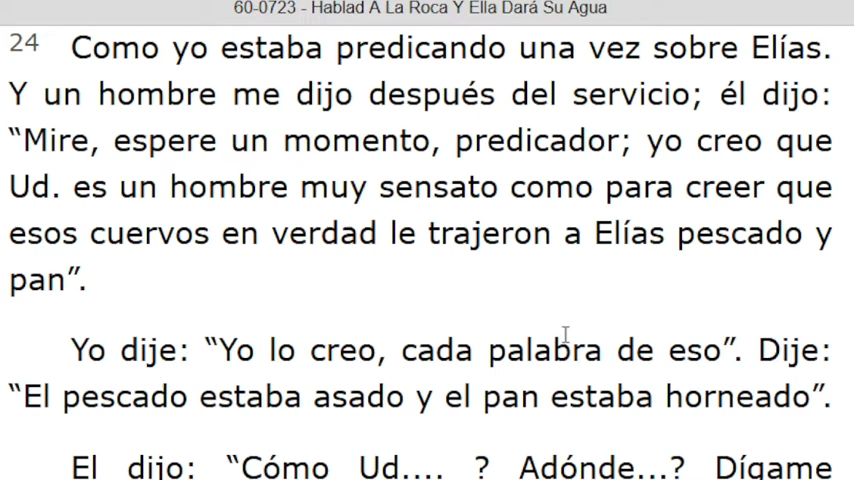 60-0723 - Hablad A La Roca Y Ella Dará Su Agua
24 Como yo estaba predicando una vez sobre Elías.
Y un hombre me dijo después del servicio; él dijo:
“Mire, espere un momento, predicador; yo creo que
Ud. es un hombre muy sensato como para creer que
esos cuervos en verdad le trajeron a Elías pescado y
pan”.
Yo dije: “Yo lo creo, cada palabra de eso”. Dije:
“El pescado estaba asado y el pan estaba horneado”.
El dijo: “Cómo Ud.... ? Adónde...? Dígame